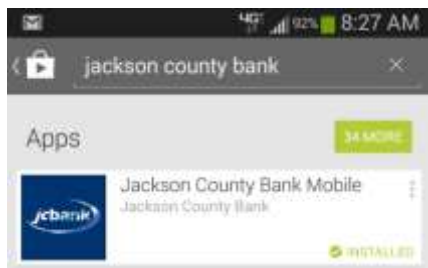 4G 92% 8:27 AM
jackson county bank
Apps
34 MORE
jcbank
Jackson County Bank Mobile
Jackson County Bank
INSTALLED